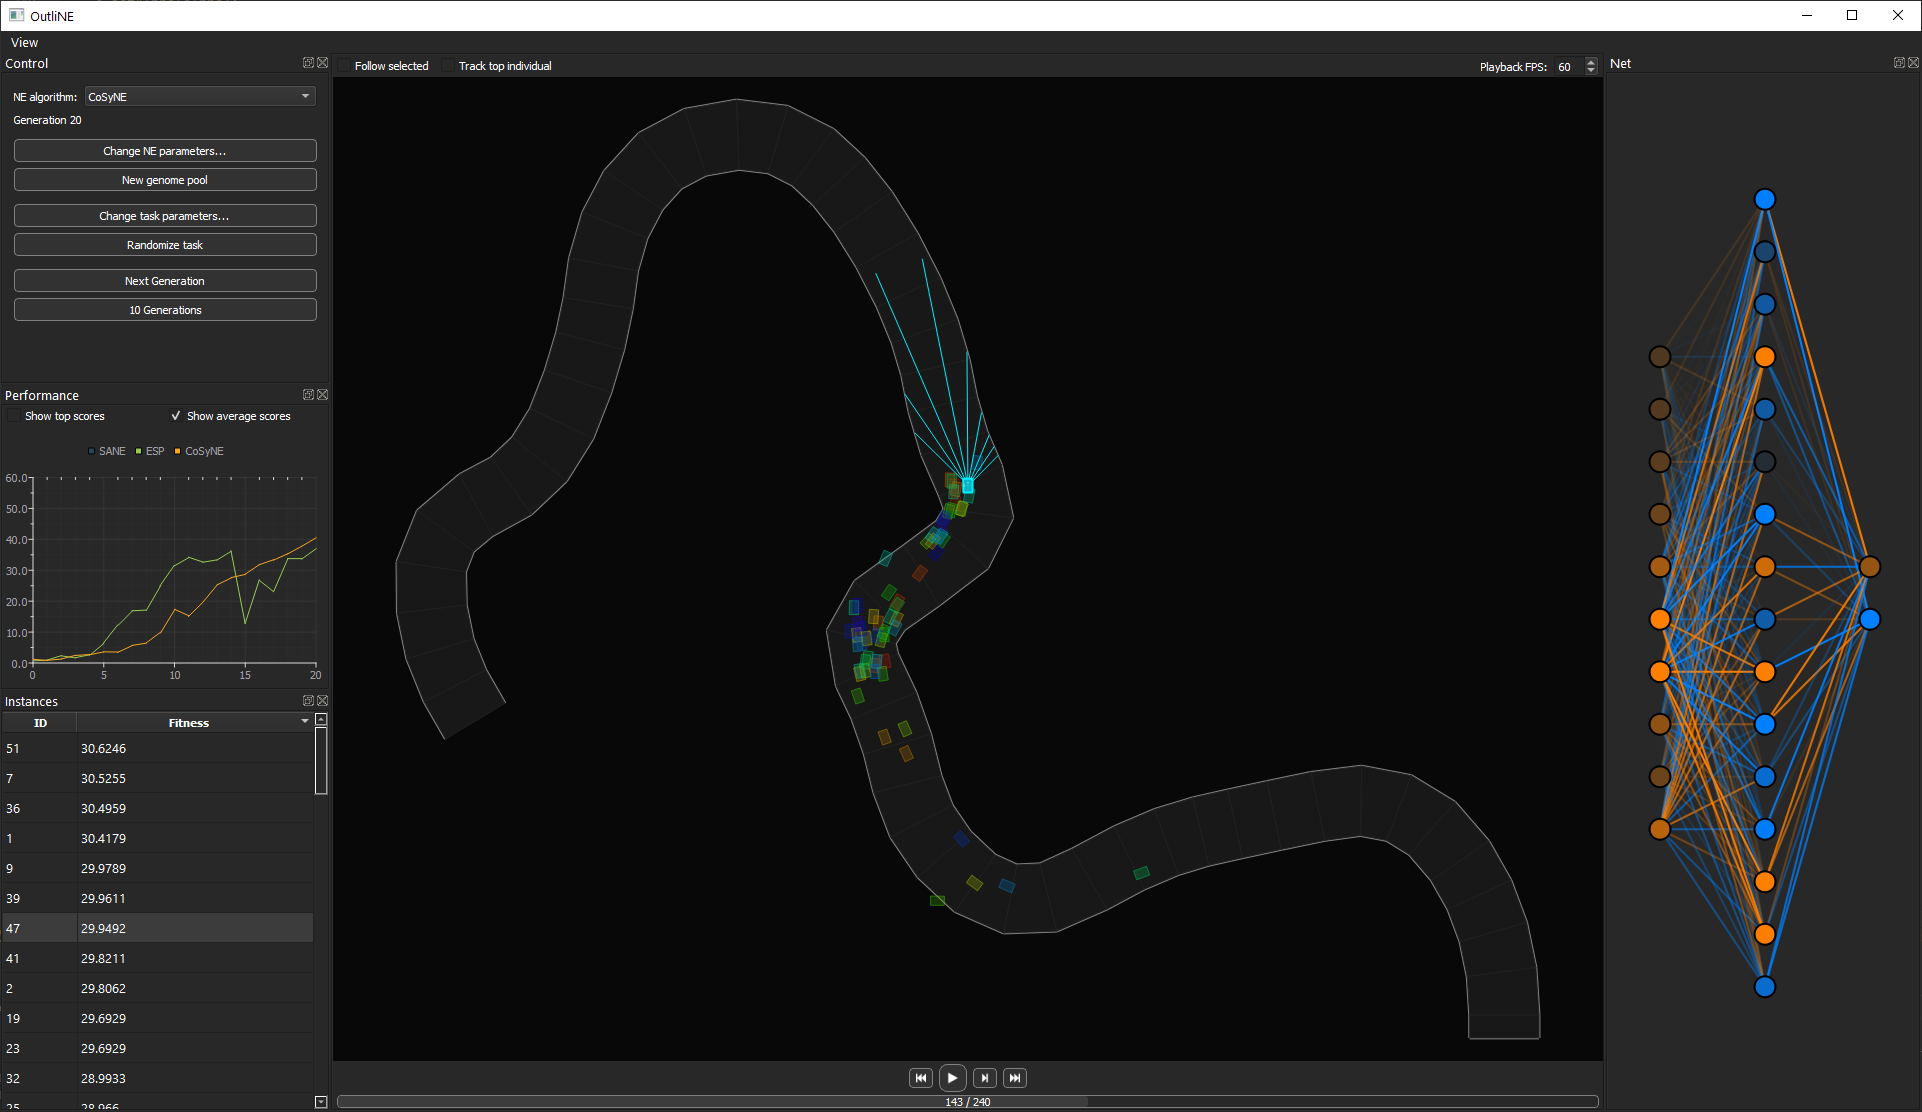 OutliNE
View
Control
NE algorithm: CoSyNE
Generation 20
Change NE parameters...
New genome pool
Change task parameters...
Randomize task
Next Generation
10 Generations
Performance
Show top scores Show average scores
SANE ESP CoSyNE
60.0
50.0
40.0
30.0
20.0
10.0
0.0
0 5 10 15 20
Instances
ID Fitness
51 30.6246
7 30.5255
36 30.4959
1 30.4179
9 29.9789
39 29.9611
47 29.9492
41 29.8211
2 29.8062
19 29.6929
23 29.6929
32 28.9933
25 28.966
Follow selected Track top individual Playback FPS: 60
143 / 240
Net